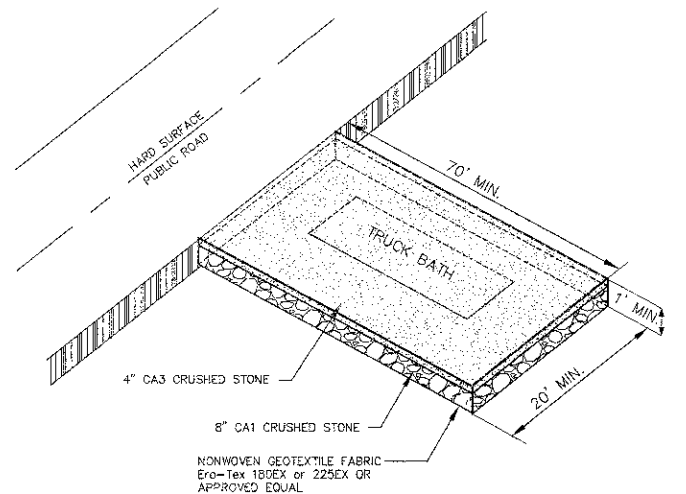 HARD SURFACE
PUBLIC ROAD
70' MIN.
TRUCK BATH
1' MIN.
20' MIN.
4" CA3 CRUSHED STONE
8" CA1 CRUSHED STONE
NONWOVEN GEOTEXTILE FABRIC
Ero-Tex 180EX or 225EX OR
APPROVED EQUAL